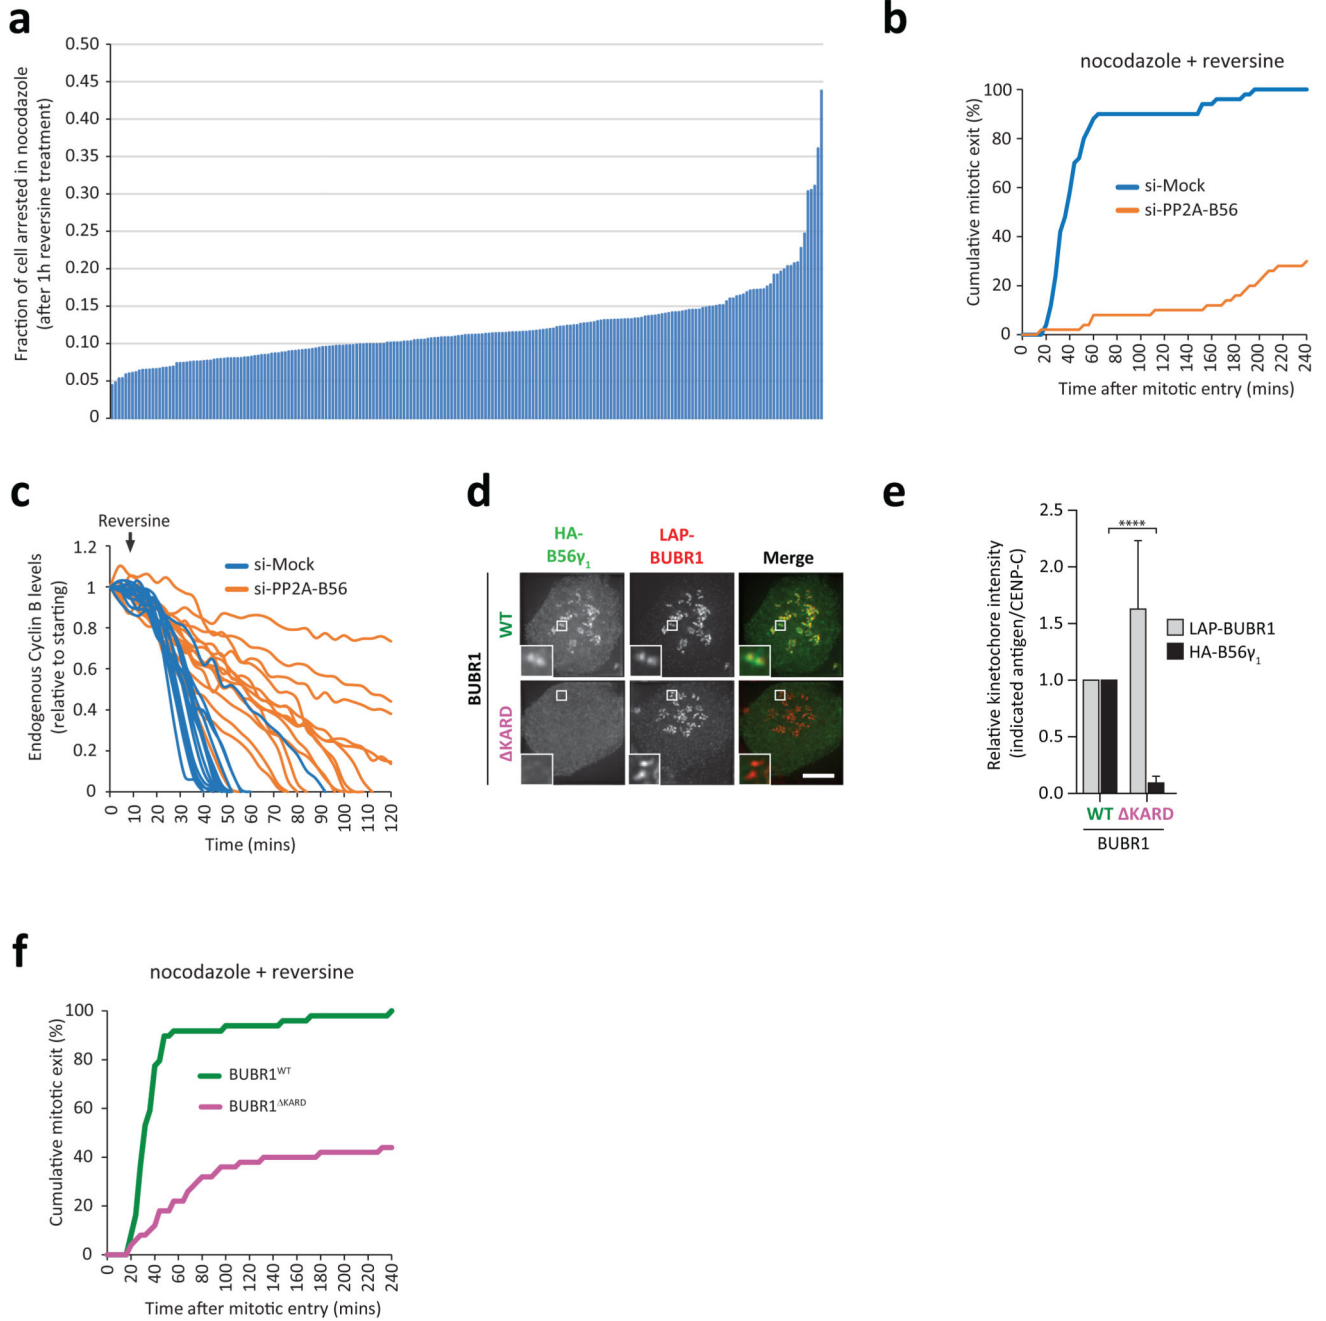 a
0.50
0.45
0.40
0.35
0.30
0.25
0.20
0.15
0.10
0.05
0
Fraction of cell arrested in nocodazole
(after 1h reversine treatment)
b
nocodazole + reversine
100
80
60
40
20
0
Cumulative mitotic exit (%)
si-Mock
si-PP2A-B56
0 20 40 60 80 100 120 140 160 180 200 220 240
Time after mitotic entry (mins)
c
Reversine
1.2
1
0.8
0.6
0.4
0.2
0
Endogenous Cyclin B levels
(relative to starting)
si-Mock
si-PP2A-B56
0 10 20 30 40 50 60 70 80 90 100 110 120
Time (mins)
d
HA-
B56γ1
LAP-
BUBR1
Merge
BUBR1
WT
ΔKARD
e
2.5
2.0
1.5
1.0
0.5
0.0
Relative kinetochore intensity
(indicated antigen/CENP-C)
****
LAP-BUBR1
HA-B56γ1
WT ΔKARD
BUBR1
f
nocodazole + reversine
100
80
60
40
20
0
Cumulative mitotic exit (%)
BUBR1WT
BUBR1ΔKARD
0 20 40 60 80 100 120 140 160 180 200 220 240
Time after mitotic entry (mins)